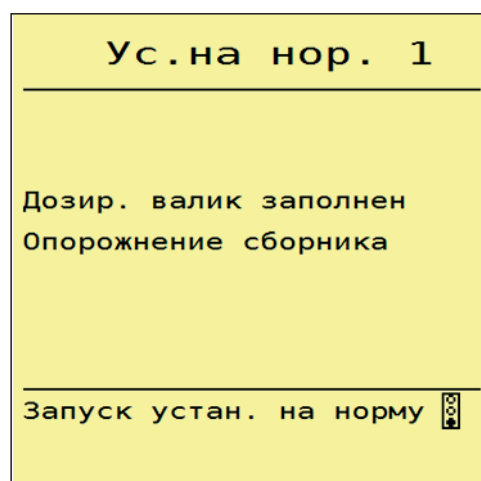 Ус.на нор. 1
Дозир. валик заполнен
Опорожнение сборника
Запуск устан. на норму